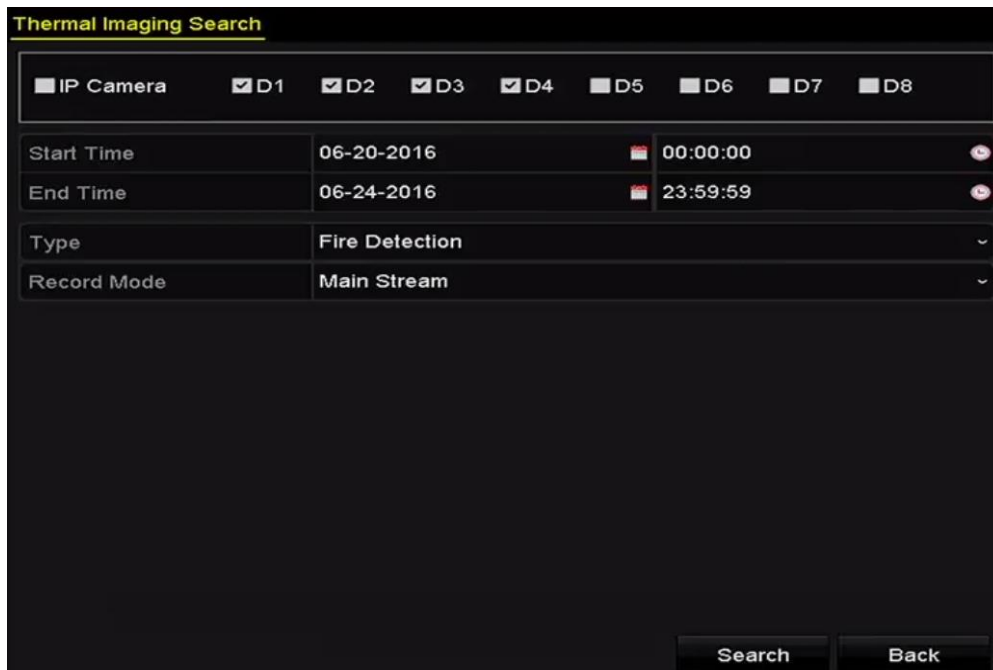 Thermal Imaging Search
IP Camera D1 D2 D3 D4 D5 D6 D7 D8
Start Time 06-20-2016 00:00:00
End Time 06-24-2016 23:59:59
Type Fire Detection
Record Mode Main Stream
Search Back